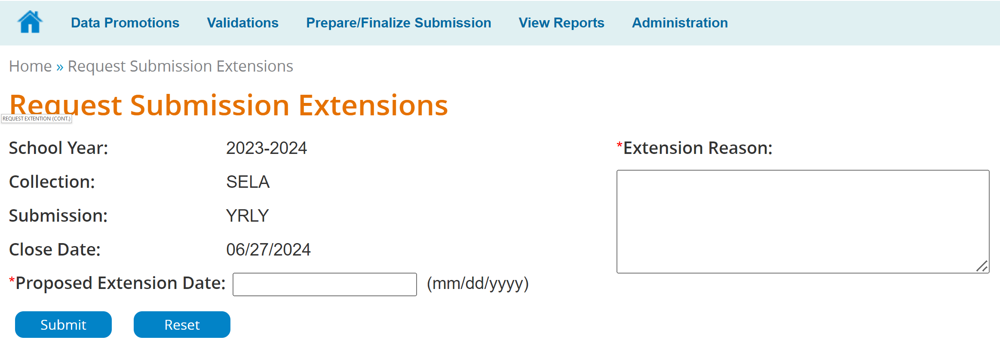 Data Promotions Validations Prepare/Finalize Submission View Reports Administration
Home » Request Submission Extensions
Request Submission Extensions
REQUEST EXTENTION (CONT.)
School Year: 2023-2024
*Extension Reason:
Collection: SELA
Submission: YRLY
Close Date: 06/27/2024
*Proposed Extension Date: (mm/dd/yyyy)
Submit Reset